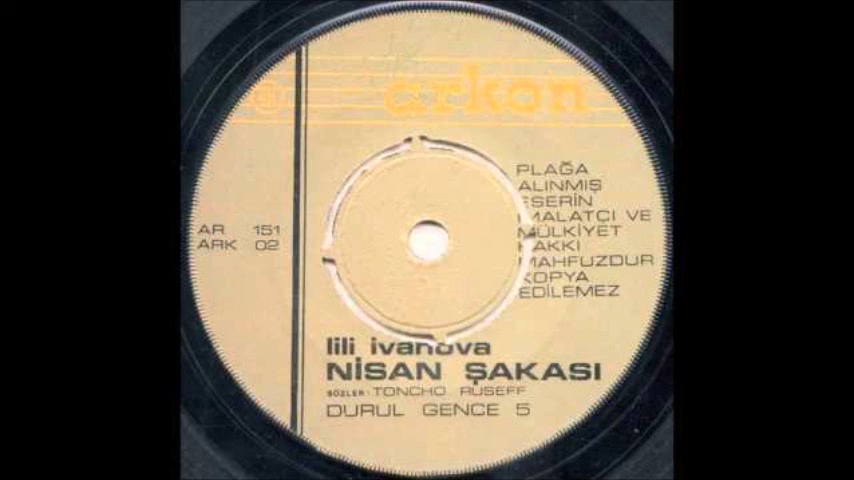 arkon
PLAĞA
ALINMIŞ
ESERİN
İMALATÇI VE
MÜLKİYET
HAKKI
MAHFUZDUR
KOPYA
EDİLEMEZ
AR 151
ARK 02
lili ivanova
NİSAN ŞAKASI
SÖZLER: TONCHO RUSEFF
DURUL GENCE 5